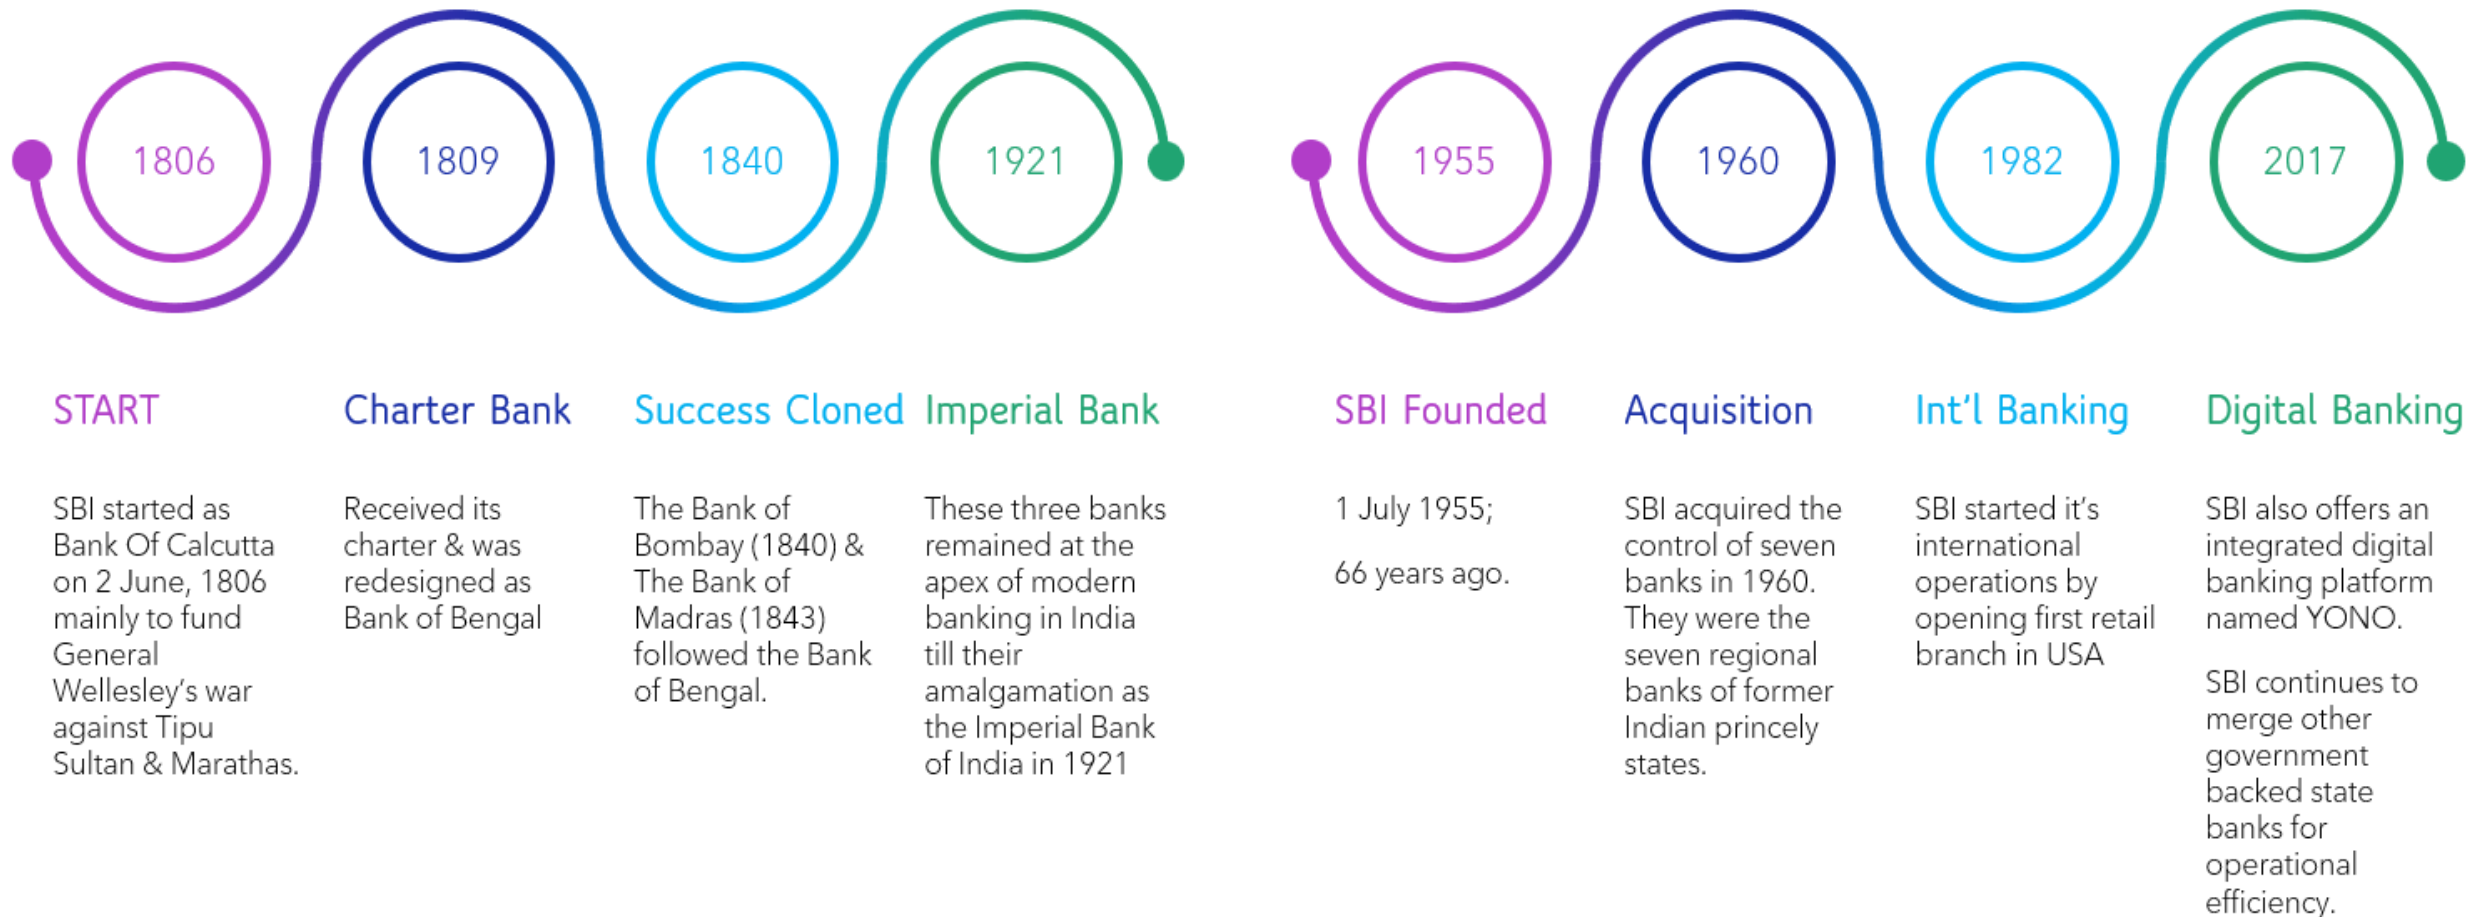 1806
1809
1840
1921
1955
1960
1982
2017
START
SBI started as
Bank Of Calcutta
on 2 June, 1806
mainly to fund
General
Wellesley's war
against Tipu
Sultan & Marathas.
Charter Bank
Received its
charter & was
redesigned as
Bank of Bengal
Success Cloned
The Bank of
Bombay (1840) &
The Bank of
Madras (1843)
followed the Bank
of Bengal.
Imperial Bank
These three banks
remained at the
apex of modern
banking in India
till their
amalgamation as
the Imperial Bank
of India in 1921
SBI Founded
1 July 1955;
66 years ago.
Acquisition
SBI acquired the
control of seven
banks in 1960.
They were the
seven regional
banks of former
Indian princely
states.
Int'l Banking
SBI started it's
international
operations by
opening first retail
branch in USA
Digital Banking
SBI also offers an
integrated digital
banking platform
named YONO.
SBI continues to
merge other
government
backed state
banks for
operational
efficiency.